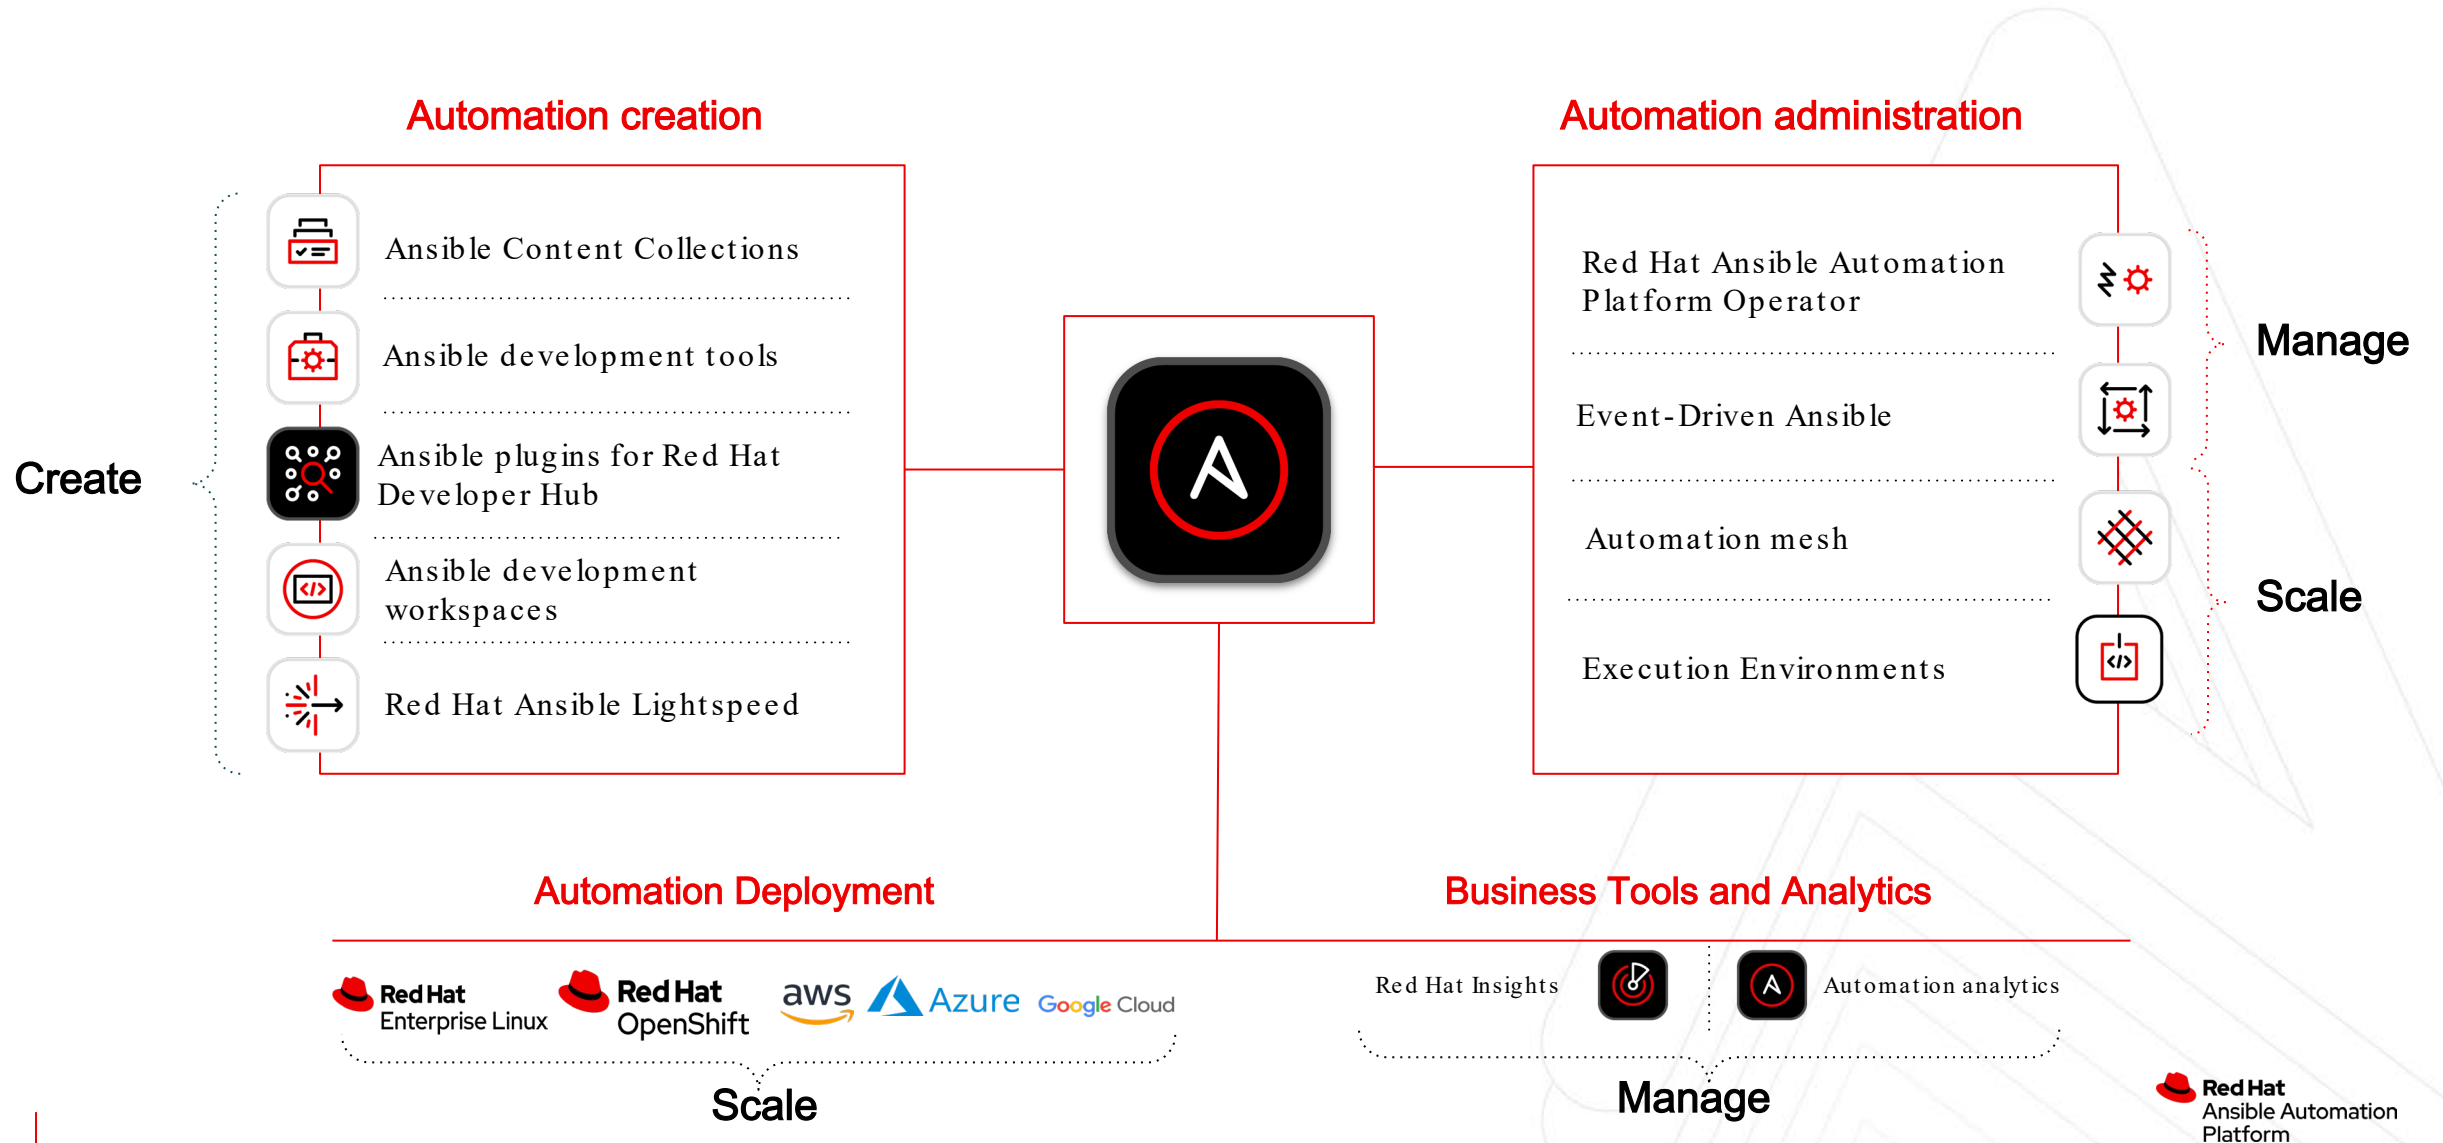 Automation creation
Automation administration
Create
Ansible Content Collections
Ansible development tools
Ansible plugins for Red Hat
Developer Hub
Ansible development
workspaces
Red Hat Ansible Lightspeed
Red Hat Ansible Automation
Platform Operator
Event-Driven Ansible
Automation mesh
Execution Environments
Manage
Scale
Automation Deployment
Business Tools and Analytics
Red Hat
Enterprise Linux
Red Hat
OpenShift
aws
Azure
Google Cloud
Red Hat Insights
Automation analytics
Scale
Manage
Red Hat
Ansible Automation
Platform